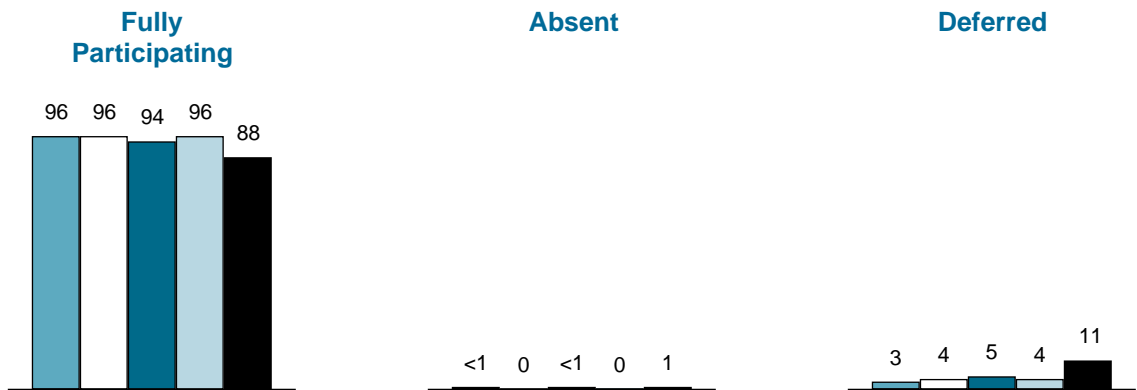 Fully
Participating
Absent
Deferred
96 96 94 96 88
<1 0 <1 0 1
3 4 5 4 11